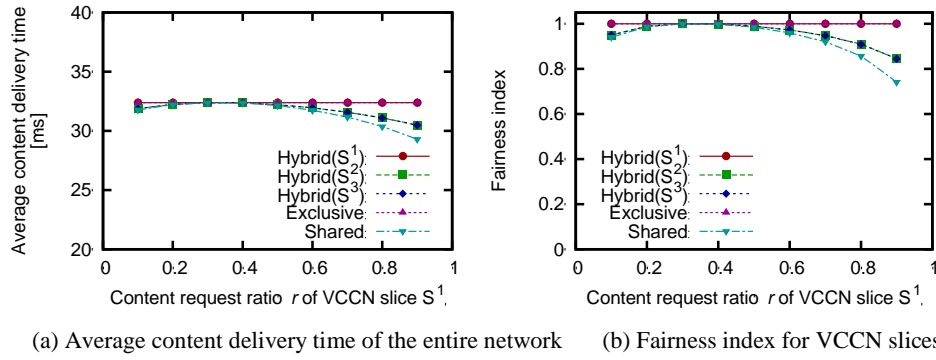 40
35
30
25
20
Average content delivery time
[ms]
Hybrid(S¹)
Hybrid(S²)
Hybrid(S³)
Exclusive
Shared
0 0.2 0.4 0.6 0.8 1
Content request ratio r of VCCN slice S¹
(a) Average content delivery time of the entire network
1
0.8
0.6
0.4
0.2
0
Fairness index
Hybrid(S¹)
Hybrid(S²)
Hybrid(S³)
Exclusive
Shared
0 0.2 0.4 0.6 0.8 1
Content request ratio r of VCCN slice S¹
(b) Fairness index for VCCN slices